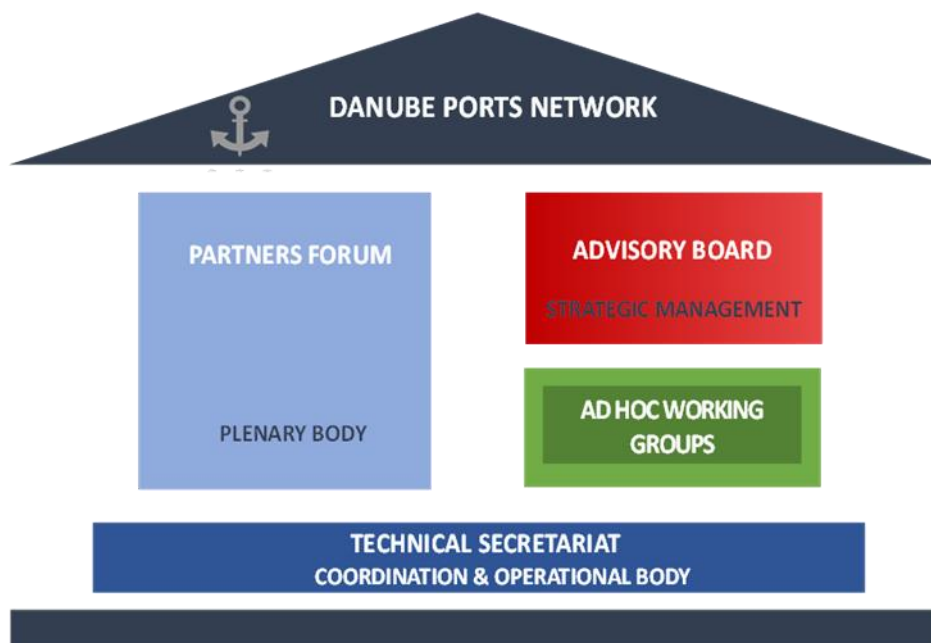 DANUBE PORTS NETWORK
PARTNERS FORUM
PLENARY BODY
ADVISORY BOARD
STRATEGIC MANAGEMENT
AD HOC WORKING
GROUPS
TECHNICAL SECRETARIAT
COORDINATION & OPERATIONAL BODY